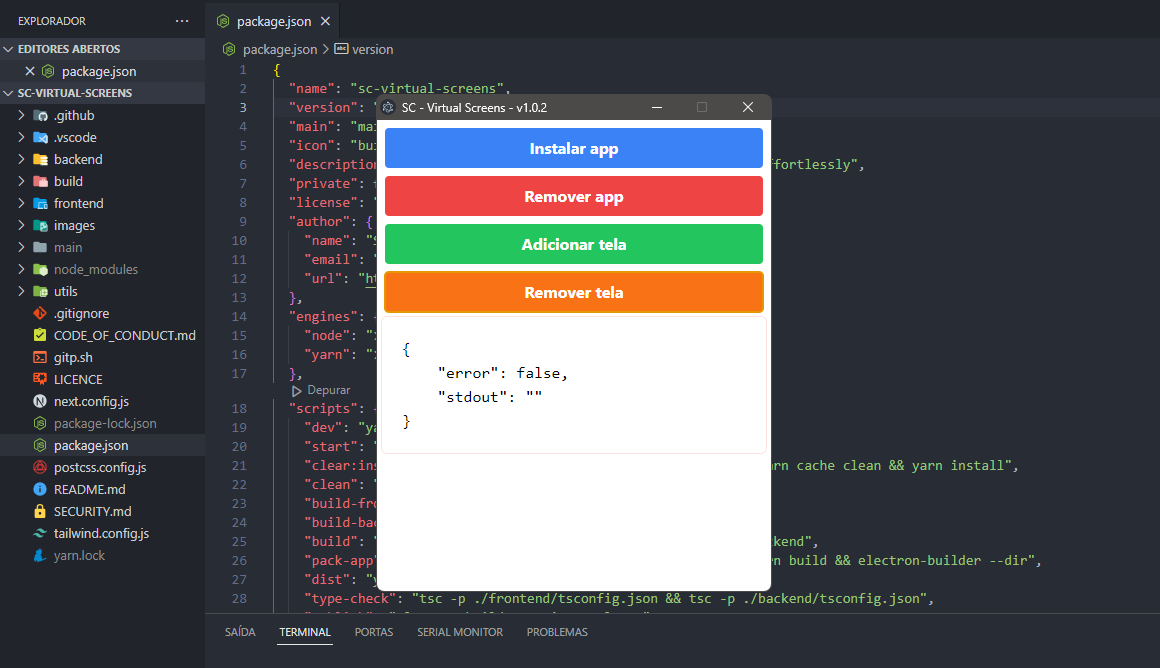 EXPLORADOR
EDITORES ABERTOS
package.json
SC-VIRTUAL-SCREENS
.github
.vscode
backend
build
frontend
images
main
node_modules
utils
.gitignore
CODE_OF_CONDUCT.md
gitp.sh
LICENCE
next.config.js
package-lock.json
package.json
postcss.config.js
README.md
SECURITY.md
tailwind.config.js
yarn.lock
package.json
package.json > version
1 {
2 "name": "sc-virtual-screens",
3 "version": "
4 "main": "mai
5 "icon": "bui
6 "description ffortlessly",
7 "private":
8 "license": "
9 "author": {
10 "name": "S
11 "email": "
12 "url": "ht
13 },
14 "engines":
15 "node": "
16 "yarn": "
17 },
Depurar
18 "scripts":
19 "dev": "ya
20 "start": "
21 "clear:ins arn cache clean && yarn install",
22 "clean": "
23 "build-fro
24 "build-bac
25 "build": " kend",
26 "pack-app" rn build && electron-builder --dir",
27 "dist": "y
28 "type-check": "tsc -p ./frontend/tsconfig.json && tsc -p ./backend/tsconfig.json",
SC - Virtual Screens - v1.0.2
Instalar app
Remover app
Adicionar tela
Remover tela
{
"error": false,
"stdout": ""
}
SAÍDA
TERMINAL
PORTAS
SERIAL MONITOR
PROBLEMAS